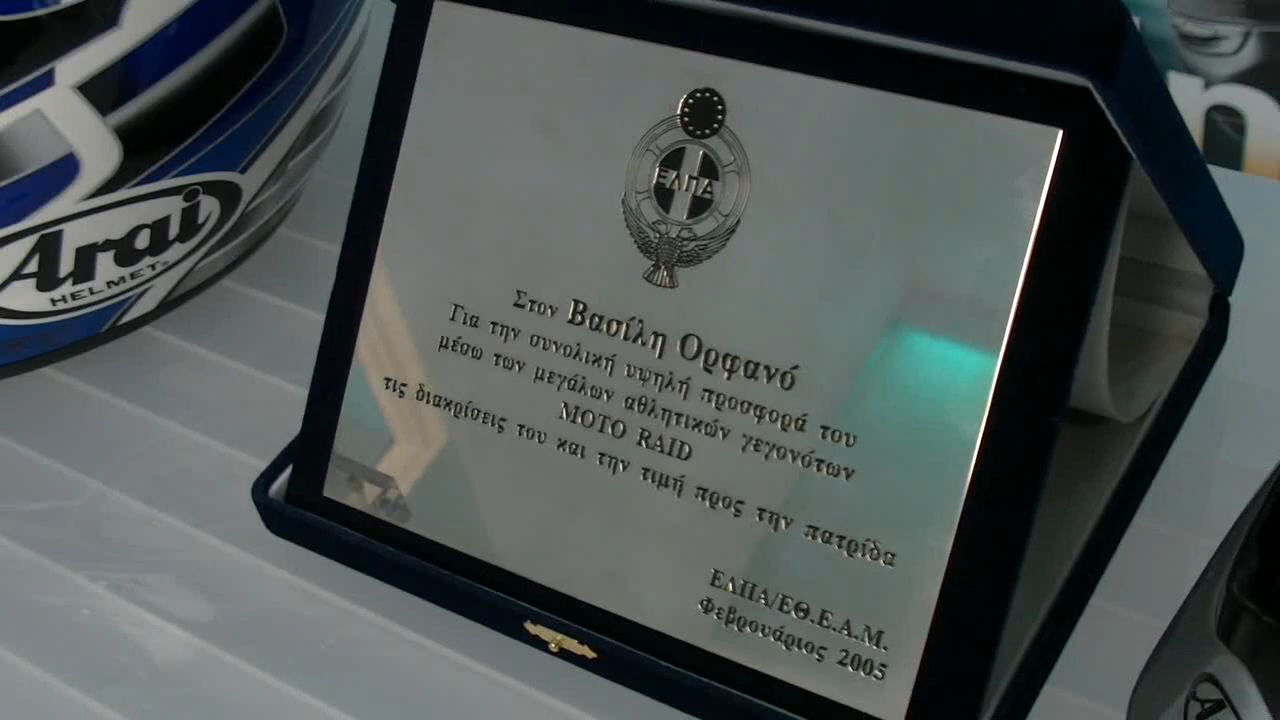 Arai
HELMET
ΕΛΠΑ
Στον Βασίλη Ορφανό
Για την συνολική υψηλή προσφορά του
μέσω των μεγάλων αθλητικών γεγονότων
MOTO RAID
τις διακρίσεις του και την τιμή προς την πατρίδα
ΕΛΠΑ/ΕΘ.Ε.Α.Μ.
Φεβρουάριος 2005